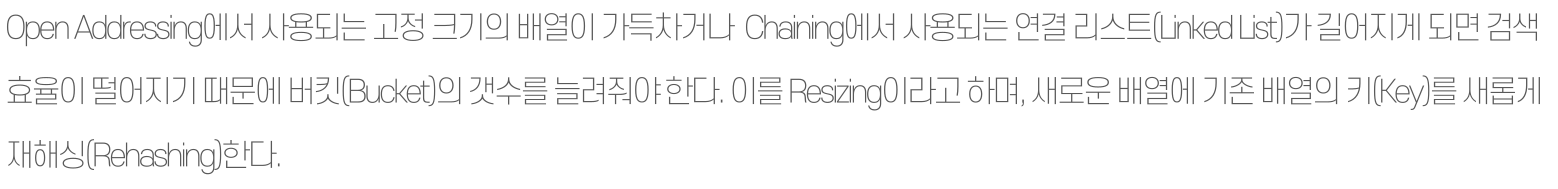 Open Addressing에서 사용되는 고정 크기의 배열이 가득차거나 Chaining에서 사용되는 연결 리스트(Linked List)가 길어지게 되면 검색
효율이 떨어지기 때문에 버킷(Bucket)의 갯수를 늘려줘야 한다. 이를 Resizing이라고 하며, 새로운 배열에 기존 배열의 키(Key)를 새롭게
재해싱(Rehashing)한다.